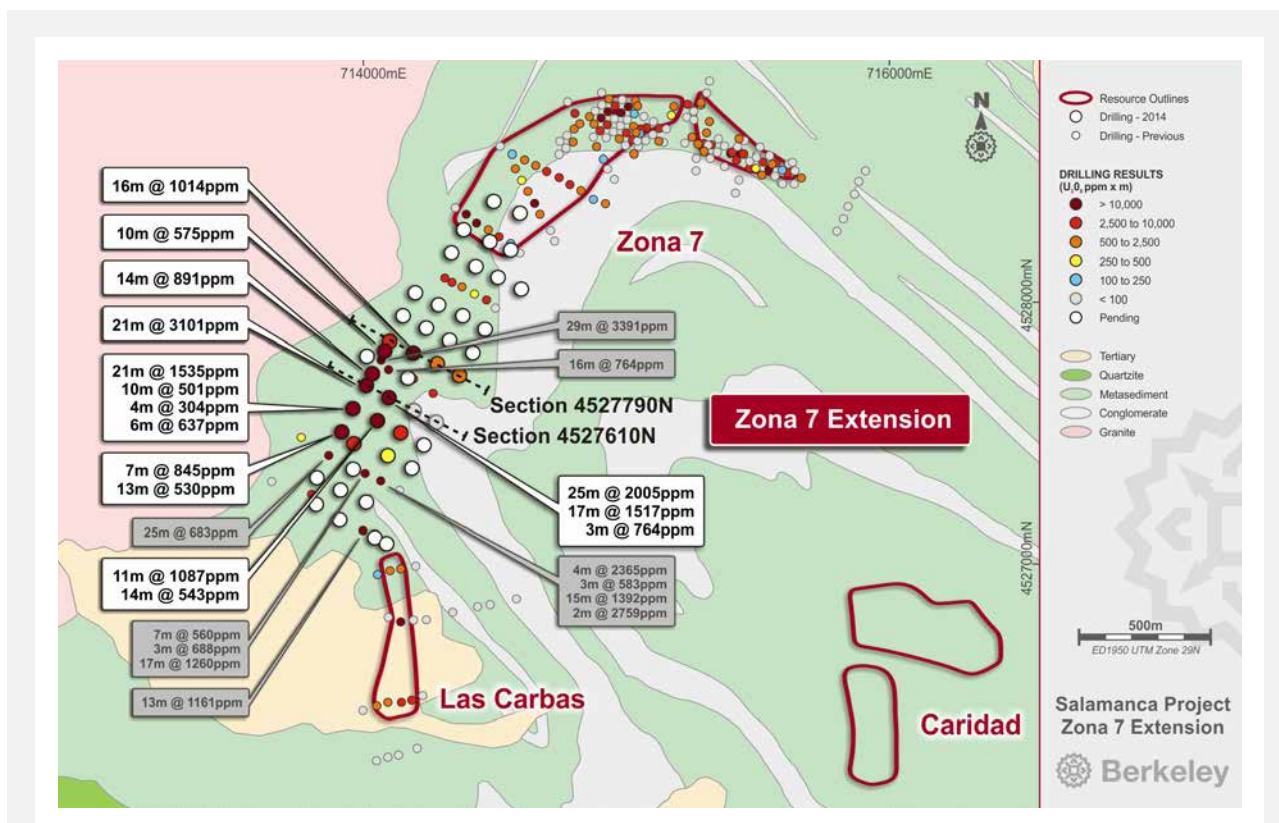 714000mE
716000mE
N
16m @ 1014ppm
10m @ 575ppm
14m @ 891ppm
21m @ 3101ppm
21m @ 1535ppm
10m @ 501ppm
4m @ 304ppm
6m @ 637ppm
7m @ 845ppm
13m @ 530ppm
25m @ 683ppm
11m @ 1087ppm
14m @ 543ppm
7m @ 560ppm
3m @ 688ppm
17m @ 1260ppm
13m @ 1161ppm
Zona 7
29m @ 3391ppm
16m @ 764ppm
Section 4527790N
Section 4527610N
Zona 7 Extension
25m @ 2005ppm
17m @ 1517ppm
3m @ 764ppm
4m @ 2365ppm
3m @ 583ppm
15m @ 1392ppm
2m @ 2759ppm
Las Carbas
Caridad
4528000mN
4527000mN
Resource Outlines
Drilling - 2014
Drilling - Previous
DRILLING RESULTS
(U₃0₈ ppm x m)
> 10,000
2,500 to 10,000
500 to 2,500
250 to 500
100 to 250
< 100
Pending
Tertiary
Quartzite
Metasediment
Conglomerate
Granite
500m
ED1950 UTM Zone 29N
Salamanca Project
Zona 7 Extension
Berkeley